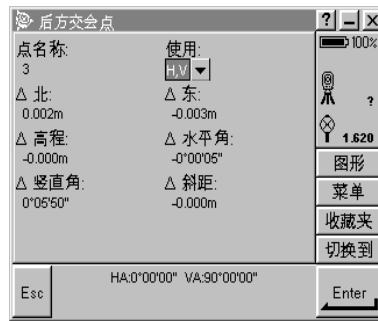 后方交会点
? － ×
点名称:
使用:
3
H,V
Δ 北:
Δ 东:
0.002m
-0.003m
Δ 高程:
Δ 水平角:
-0.000m
-0°00'05"
Δ 竖直角:
Δ 斜距:
0°05'50"
-0.000m
100%
?
1.620
图形
菜单
收藏夹
切换到
Esc
HA:0°00'00" VA:90°00'00"
Enter